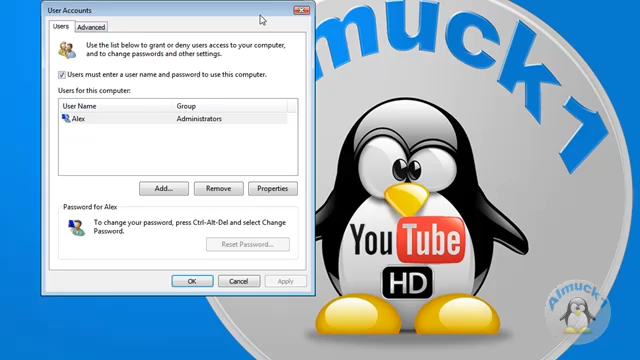 User Accounts
Users
Advanced
Use the list below to grant or deny users access to your computer,
and to change passwords and other settings.
Users must enter a user name and password to use this computer.
Users for this computer:
User Name Group
Alex Administrators
Add... Remove Properties
Password for Alex
To change your password, press Ctrl-Alt-Del and select Change
Password.
Reset Password...
OK Cancel Apply
Almuck1
YouTube
HD
Almuck1